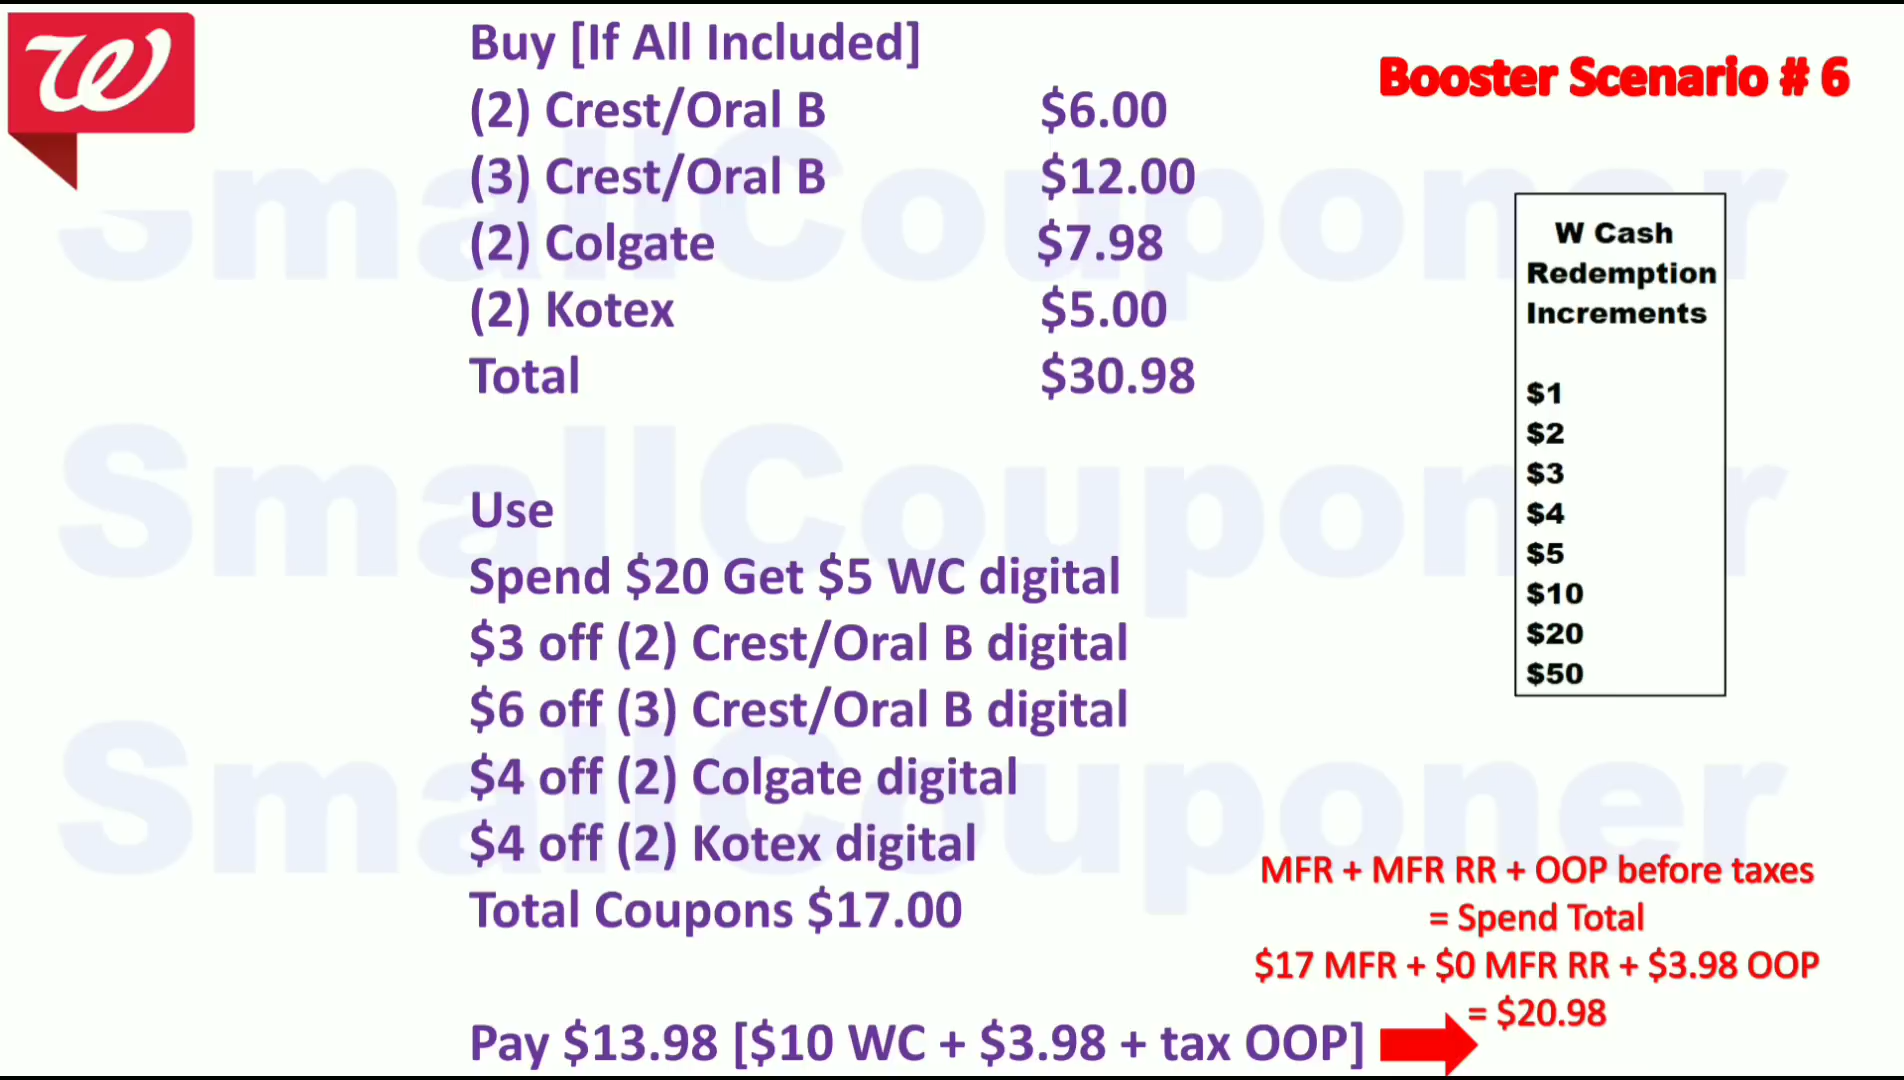 W
Buy [If All Included]
Booster Scenario # 6
(2) Crest/Oral B $6.00
(3) Crest/Oral B $12.00
(2) Colgate $7.98
(2) Kotex $5.00
Total $30.98
W Cash
Redemption
Increments
$1
$2
$3
$4
$5
$10
$20
$50
Use
Spend $20 Get $5 WC digital
$3 off (2) Crest/Oral B digital
$6 off (3) Crest/Oral B digital
$4 off (2) Colgate digital
$4 off (2) Kotex digital
Total Coupons $17.00
MFR + MFR RR + OOP before taxes
= Spend Total
$17 MFR + $0 MFR RR + $3.98 OOP
= $20.98
Pay $13.98 [$10 WC + $3.98 + tax OOP]
SmallCouponer
SmallCouponer
SmallCouponer